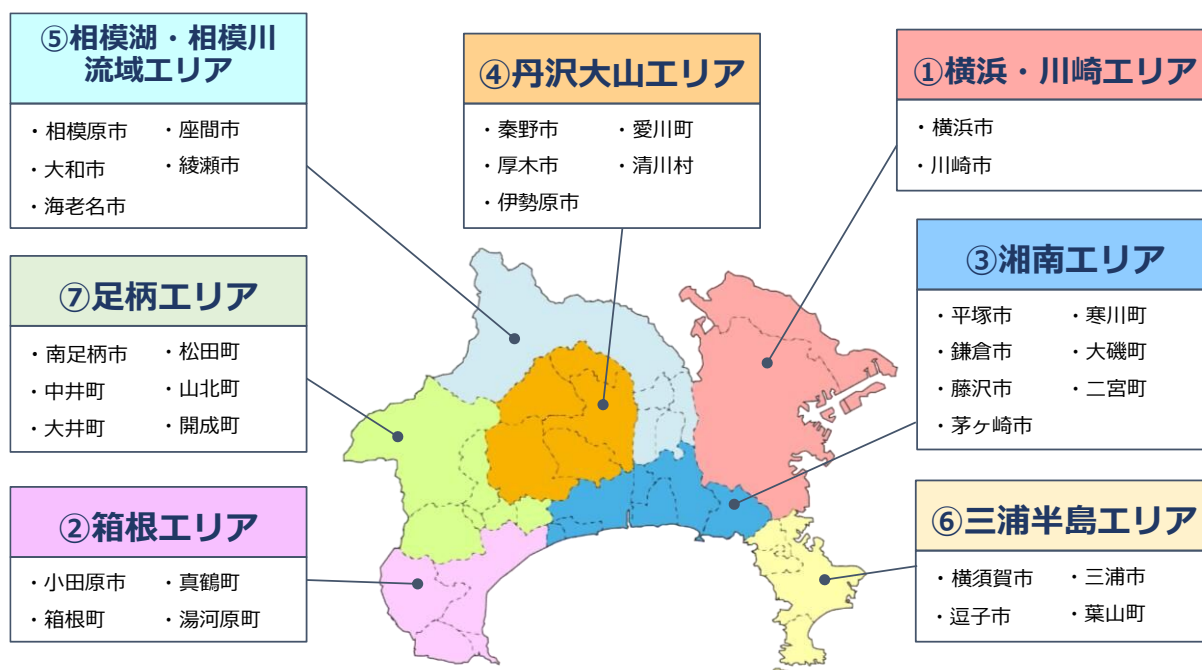 ⑤相模湖・相模川
流域エリア
・相模原市 ・座間市
・大和市 ・綾瀬市
・海老名市
④丹沢大山エリア
・秦野市 ・愛川町
・厚木市 ・清川村
・伊勢原市
①横浜・川崎エリア
・横浜市
・川崎市
③湘南エリア
・平塚市 ・寒川町
・鎌倉市 ・大磯町
・藤沢市 ・二宮町
・茅ヶ崎市
⑦足柄エリア
・南足柄市 ・松田町
・中井町 ・山北町
・大井町 ・開成町
②箱根エリア
・小田原市 ・真鶴町
・箱根町 ・湯河原町
⑥三浦半島エリア
・横須賀市 ・三浦市
・逗子市 ・葉山町